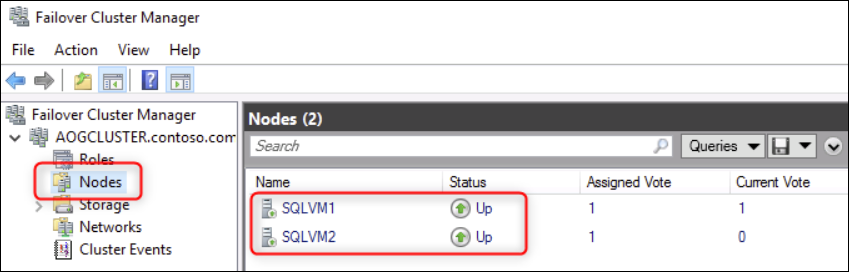 Failover Cluster Manager
File Action View Help
Failover Cluster Manager
AOGCLUSTER.contoso.com
Roles
Nodes
Storage
Networks
Cluster Events
Nodes (2)
Search Queries
Name Status Assigned Vote Current Vote
SQLVM1 Up 1 1
SQLVM2 Up 1 0